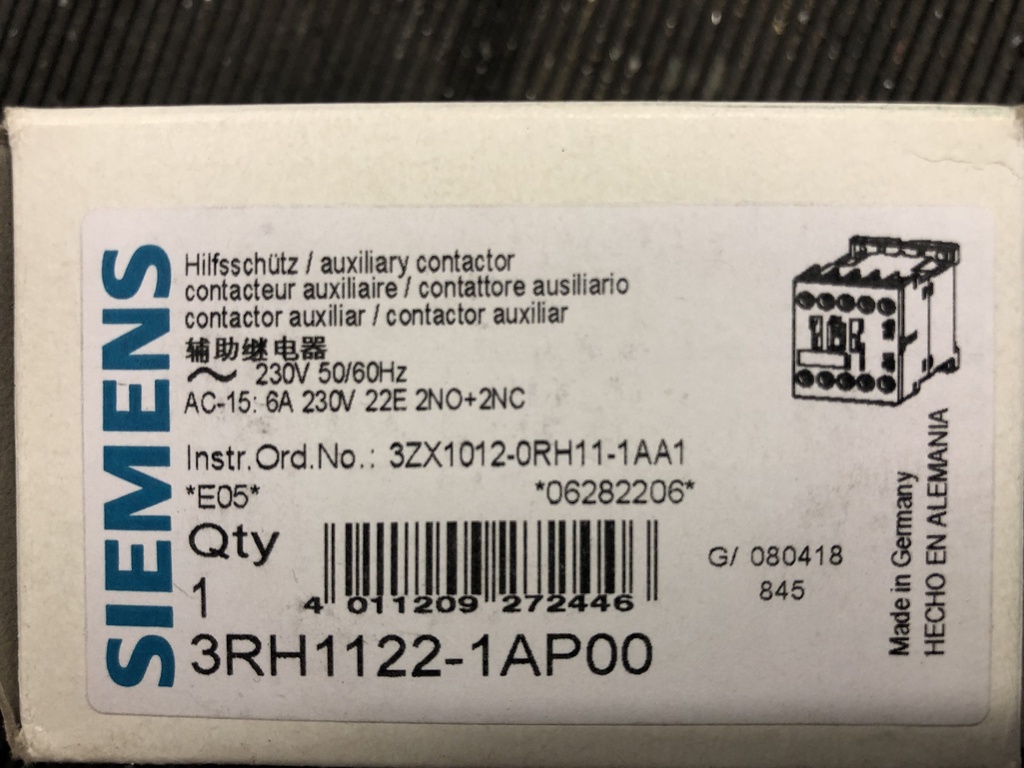 SIEMENS
Hilfsschütz / auxiliary contactor
contacteur auxiliaire / contattore ausiliario
contactor auxiliar / contactor auxiliar
辅助继电器
~ 230V 50/60Hz
AC-15: 6A 230V 22E 2NO+2NC
Instr.Ord.No.: 3ZX1012-0RH11-1AA1
*E05* *06282206*
Qty
1
4 011209 272446
3RH1122-1AP00
G/ 080418
845
Made in Germany
HECHO EN ALEMANIA